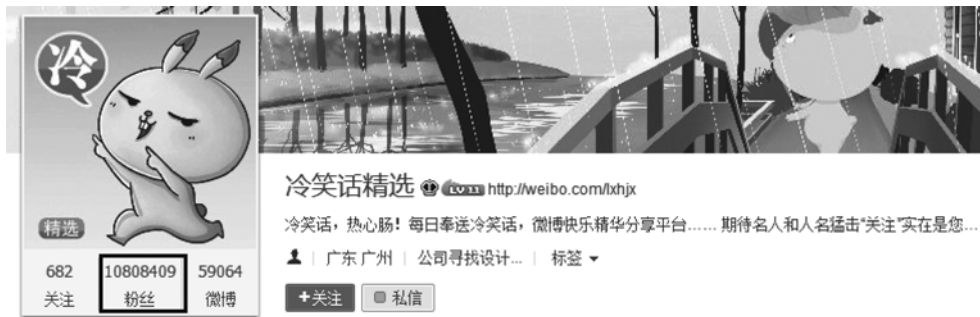 冷
精选
682 10808409 59064
关注 粉丝 微博
冷笑话精选 LV11 http://weibo.com/lxhjx
冷笑话，热心肠！每日奉送冷笑话，微博快乐精华分享平台…… 期待名人和人名猛击“关注”实在是您...
广东 广州 | 公司寻找设计... | 标签
+关注 私信